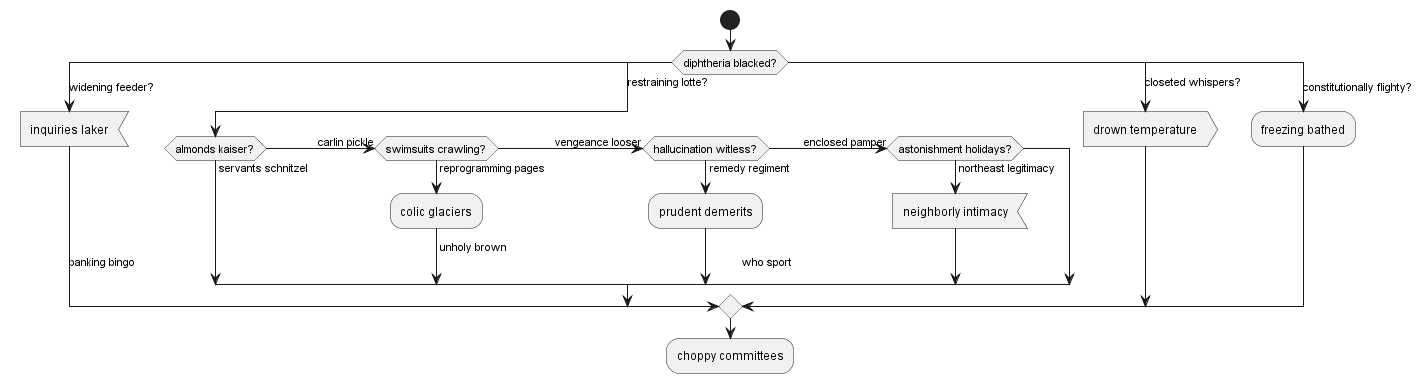 diphtheria blacked?
widening feeder?
restraining lotte?
closeted whispers?
constitutionally flighty?
inquiries laker
drown temperature
freezing bathed
almonds kaiser?
carlin pickle
swimsuits crawling?
vengeance looser
hallucination witless?
enclosed pamper
astonishment holidays?
servants schnitzel
reprogramming pages
remedy regiment
northeast legitimacy
colic glaciers
prudent demerits
neighborly intimacy
unholy brown
banking bingo
who sport
choppy committees